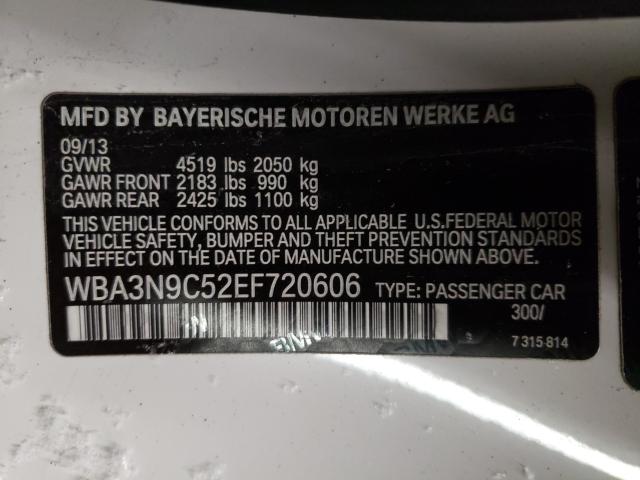 MFD BY BAYERISCHE MOTOREN WERKE AG
09/13
GVWR 4519 lbs 2050 kg
GAWR FRONT 2183 lbs 990 kg
GAWR REAR 2425 lbs 1100 kg
THIS VEHICLE CONFORMS TO ALL APPLICABLE U.S.FEDERAL MOTOR
VEHICLE SAFETY, BUMPER AND THEFT PREVENTION STANDARDS
IN EFFECT ON THE DATE OF MANUFACTURE SHOWN ABOVE.
WBA3N9C52EF720606 TYPE: PASSENGER CAR
300/
7 315 814